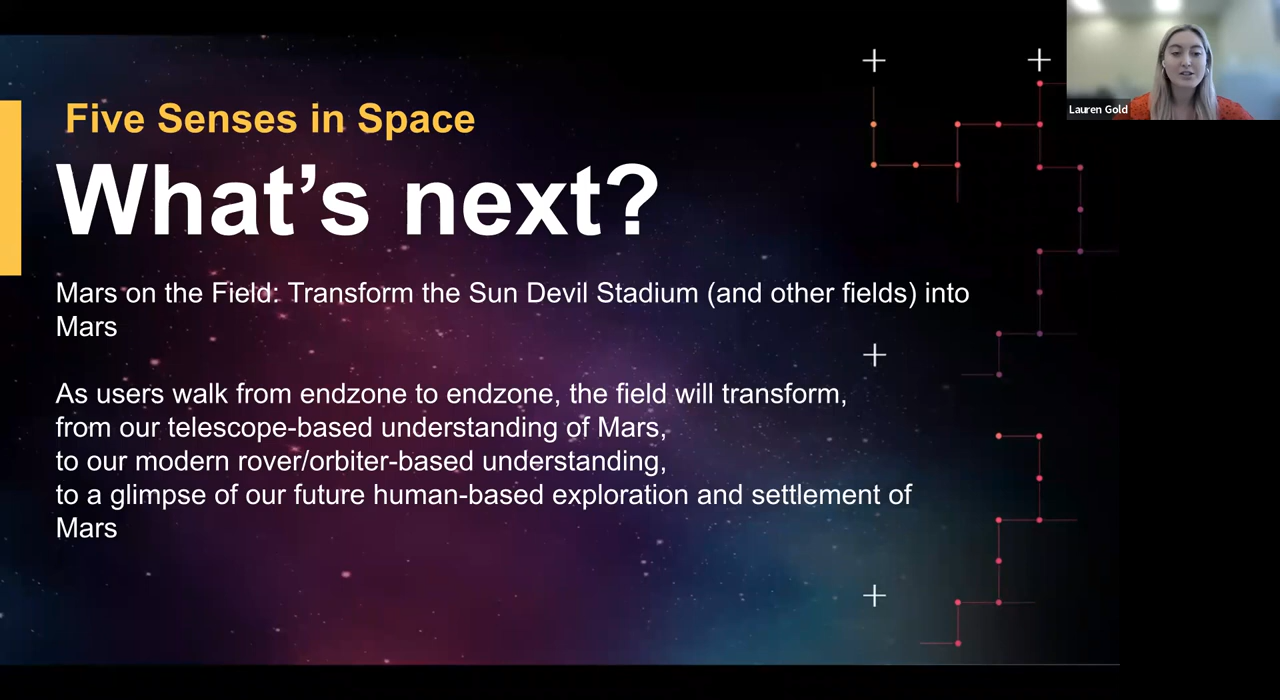 Five Senses in Space
What's next?
Mars on the Field: Transform the Sun Devil Stadium (and other fields) into
Mars
As users walk from endzone to endzone, the field will transform,
from our telescope-based understanding of Mars,
to our modern rover/orbiter-based understanding,
to a glimpse of our future human-based exploration and settlement of
Mars
Lauren Gold